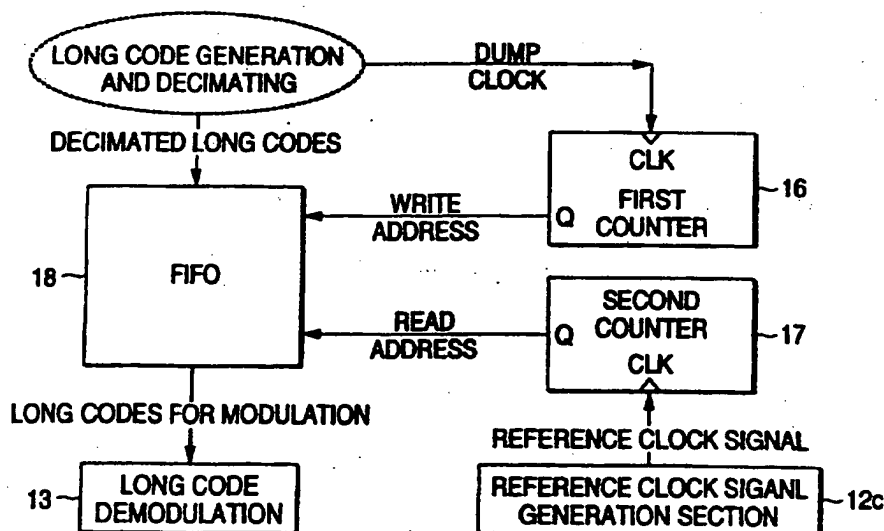 LONG CODE GENERATION
AND DECIMATING
DUMP
CLOCK
DECIMATED LONG CODES
CLK
FIRST
COUNTER
Q
16
WRITE
ADDRESS
18
FIFO
SECOND
COUNTER
Q
CLK
17
READ
ADDRESS
LONG CODES FOR MODULATION
REFERENCE CLOCK SIGNAL
13
LONG CODE
DEMODULATION
REFERENCE CLOCK SIGANL
GENERATION SECTION
12c